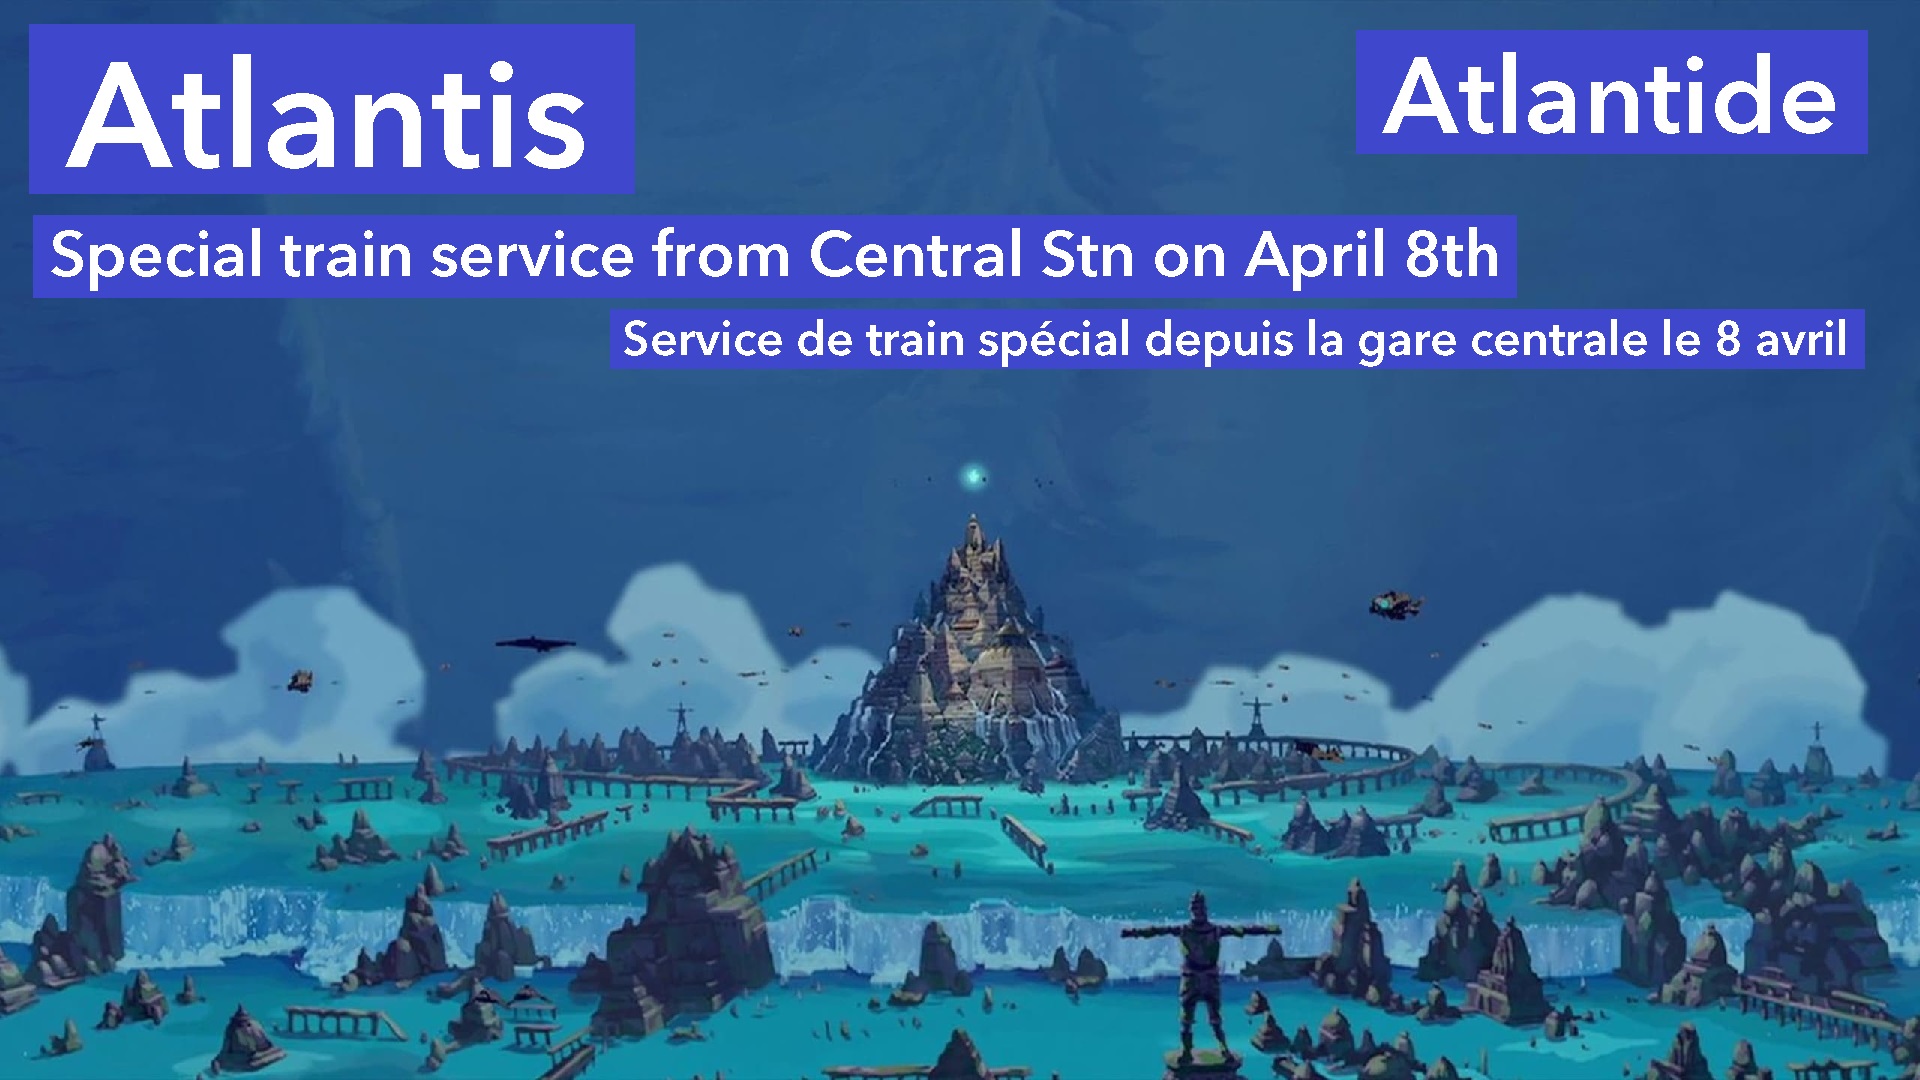 Atlantis
Atlantide
Special train service from Central Stn on April 8th
Service de train spécial depuis la gare centrale le 8 avril